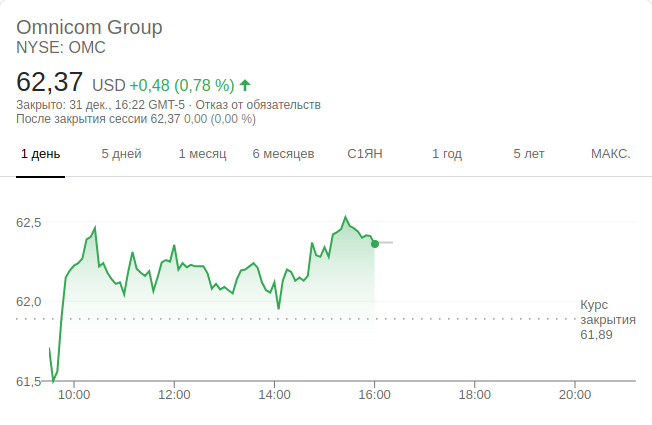 Omnicom Group
NYSE: OMC
62,37 USD +0,48 (0,78 %)
Закрыто: 31 дек., 16:22 GMT-5 · Отказ от обязательств
После закрытия сессии 62,37 0,00 (0,00 %)
1 день 5 дней 1 месяц 6 месяцев С1ЯН 1 год 5 лет МАКС.
62,5
62,0
Курс
закрытия
61,89
61,5
10:00 12:00 14:00 16:00 18:00 20:00